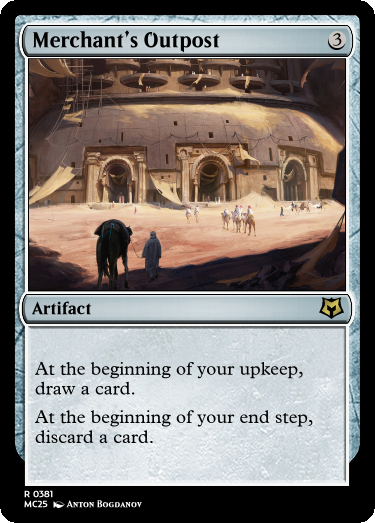 Merchant's Outpost 3
Artifact
At the beginning of your upkeep,
draw a card.
At the beginning of your end step,
discard a card.
R 0381
MC25 Anton Bogdanov